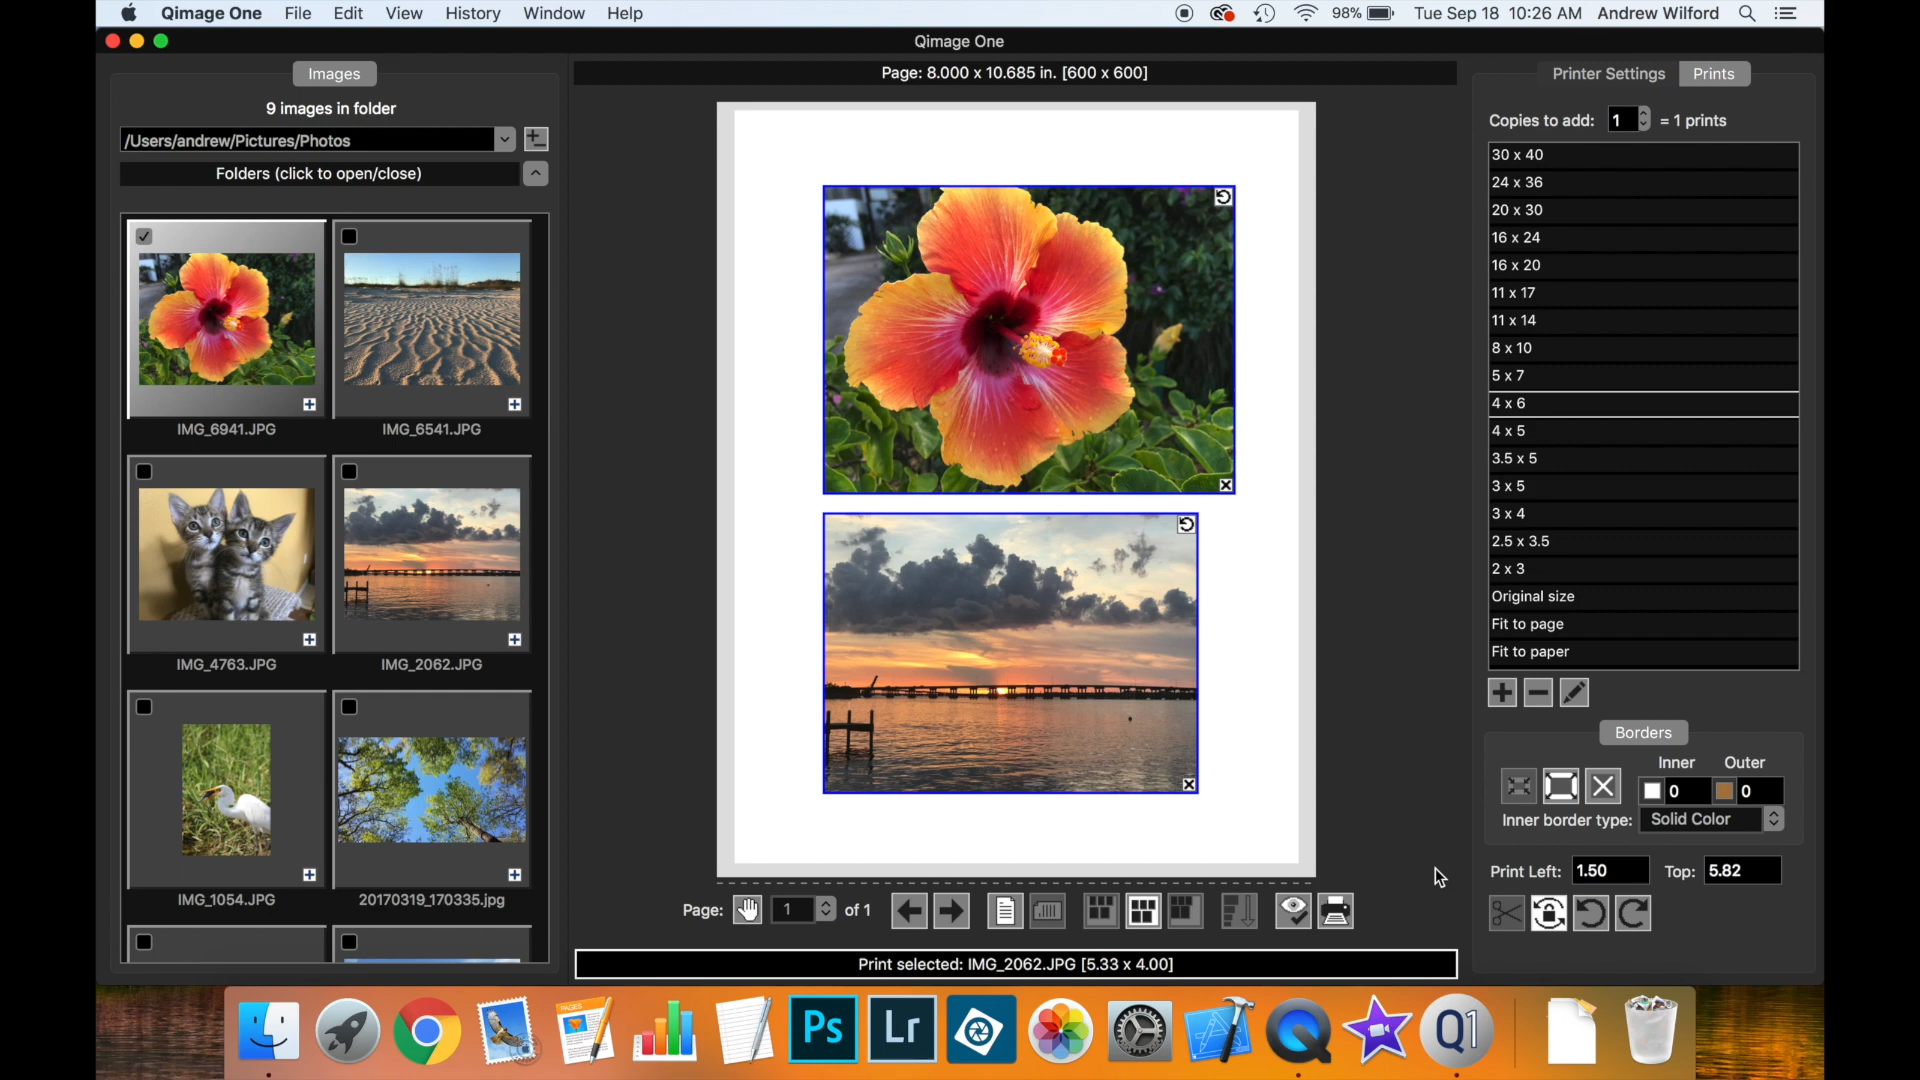 Qimage One File Edit View History Window Help 98% Tue Sep 18 10:26 AM Andrew Wilford
Qimage One
Images
9 images in folder
/Users/andrew/Pictures/Photos
Folders (click to open/close)
IMG_6941.JPG
IMG_6541.JPG
IMG_4763.JPG
IMG_2062.JPG
IMG_1054.JPG
20170319_170335.jpg
Page: 8.000 x 10.685 in. [600 x 600]
Page: 1 of 1
Print selected: IMG_2062.JPG [5.33 x 4.00]
Printer Settings Prints
Copies to add: 1 = 1 prints
30 x 40
24 x 36
20 x 30
16 x 24
16 x 20
11 x 17
11 x 14
8 x 10
5 x 7
4 x 6
4 x 5
3.5 x 5
3 x 5
3 x 4
2.5 x 3.5
2 x 3
Original size
Fit to page
Fit to paper
Borders
Inner Outer
0 0
Inner border type: Solid Color
Print Left: 1.50 Top: 5.82
PAGES
Ps
Lr
Q1